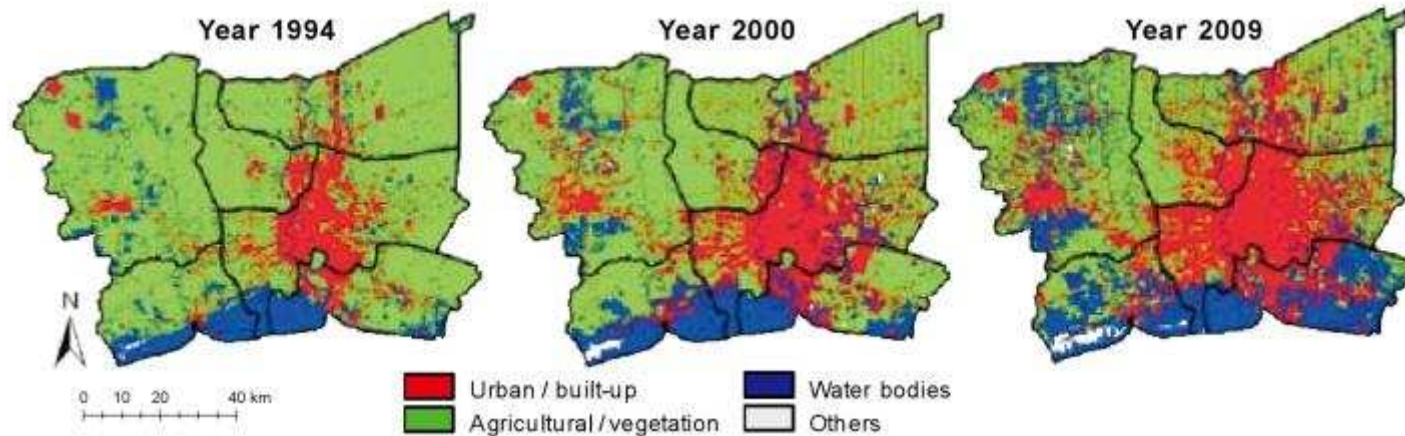 Year 1994
Year 2000
Year 2009
N
0 10 20 40 km
Urban / built-up
Water bodies
Agricultural / vegetation
Others